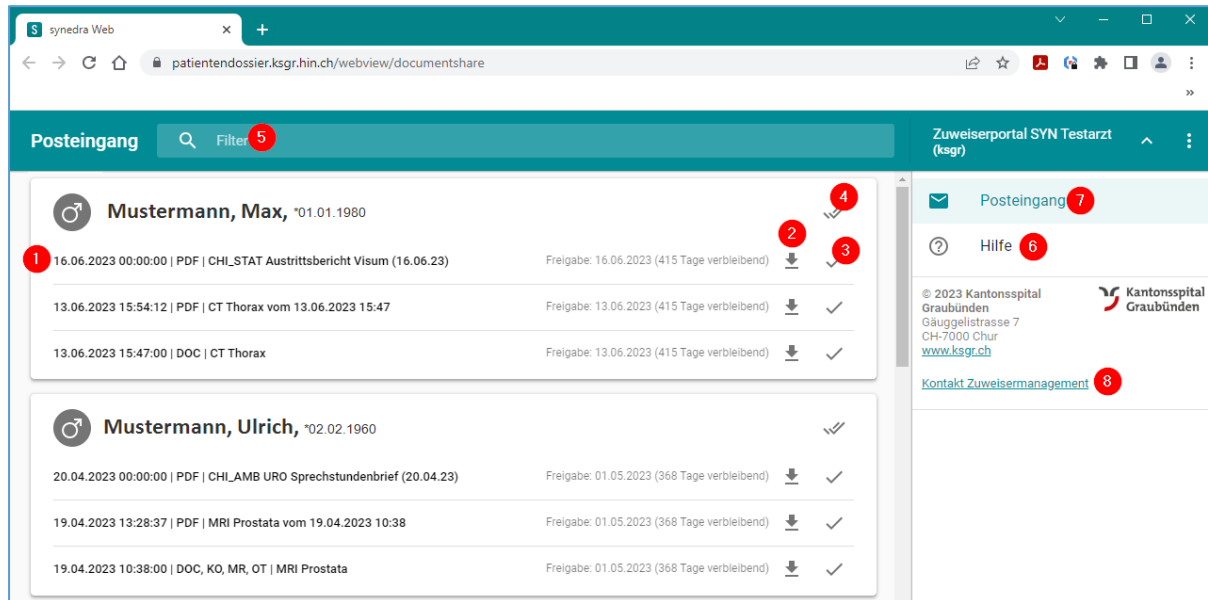 S synedra Web
patientendossier.ksgr.hin.ch/webview/documentshare
Posteingang Filter 5
Zuweiserportal SYN Testarzt
(ksgr)
Mustermann, Max, *01.01.1980 4
2
1 16.06.2023 00:00:00 | PDF | CHI_STAT Austrittsbericht Visum (16.06.23) Freigabe: 16.06.2023 (415 Tage verbleibend) 3
13.06.2023 15:54:12 | PDF | CT Thorax vom 13.06.2023 15:47 Freigabe: 13.06.2023 (415 Tage verbleibend)
13.06.2023 15:47:00 | DOC | CT Thorax Freigabe: 13.06.2023 (415 Tage verbleibend)
Mustermann, Ulrich, *02.02.1960
20.04.2023 00:00:00 | PDF | CHI_AMB URO Sprechstundenbrief (20.04.23) Freigabe: 01.05.2023 (368 Tage verbleibend)
19.04.2023 13:28:37 | PDF | MRI Prostata vom 19.04.2023 10:38 Freigabe: 01.05.2023 (368 Tage verbleibend)
19.04.2023 10:38:00 | DOC, KO, MR, OT | MRI Prostata Freigabe: 01.05.2023 (368 Tage verbleibend)
Posteingang 7
Hilfe 6
© 2023 Kantonsspital
Graubünden
Gäuggelistrasse 7
CH-7000 Chur
www.ksgr.ch
Kantonsspital
Graubünden
Kontakt Zuweisermanagement 8